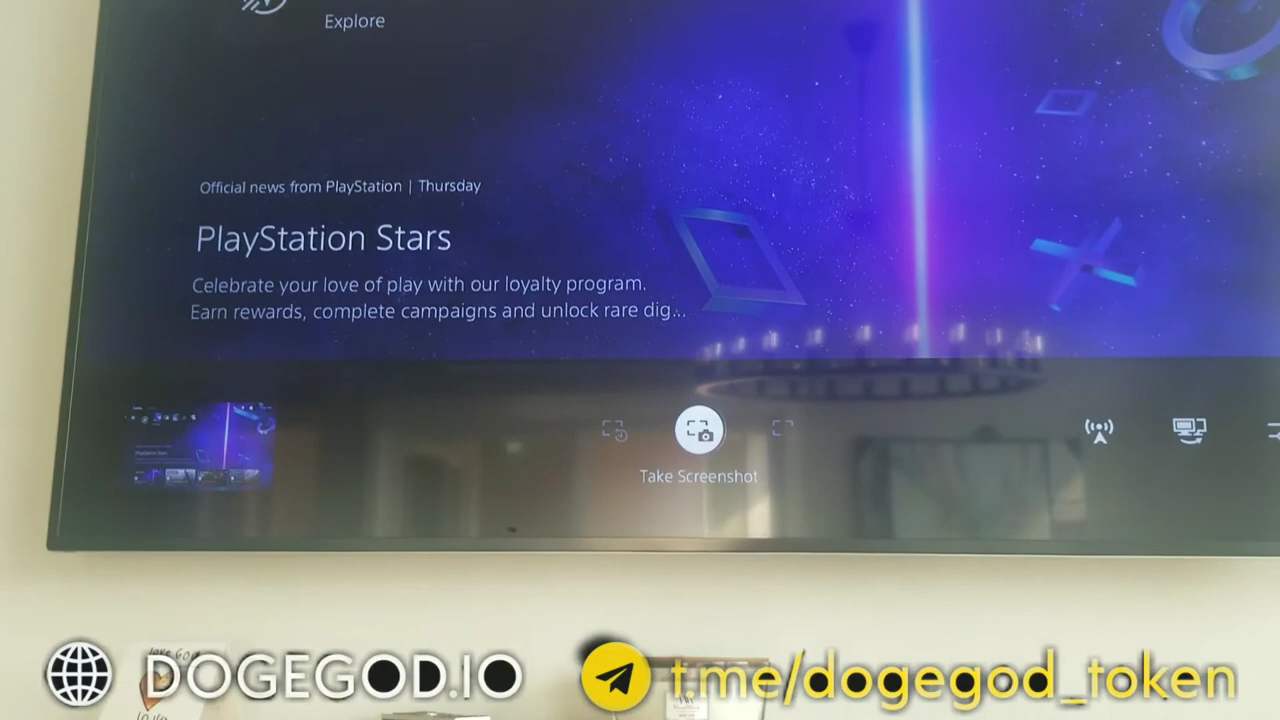 Explore
Official news from PlayStation | Thursday
PlayStation Stars
Celebrate your love of play with our loyalty program.
Earn rewards, complete campaigns and unlock rare dig...
Take Screenshot
DOGEGOD.IO
t.me/dogegod_token